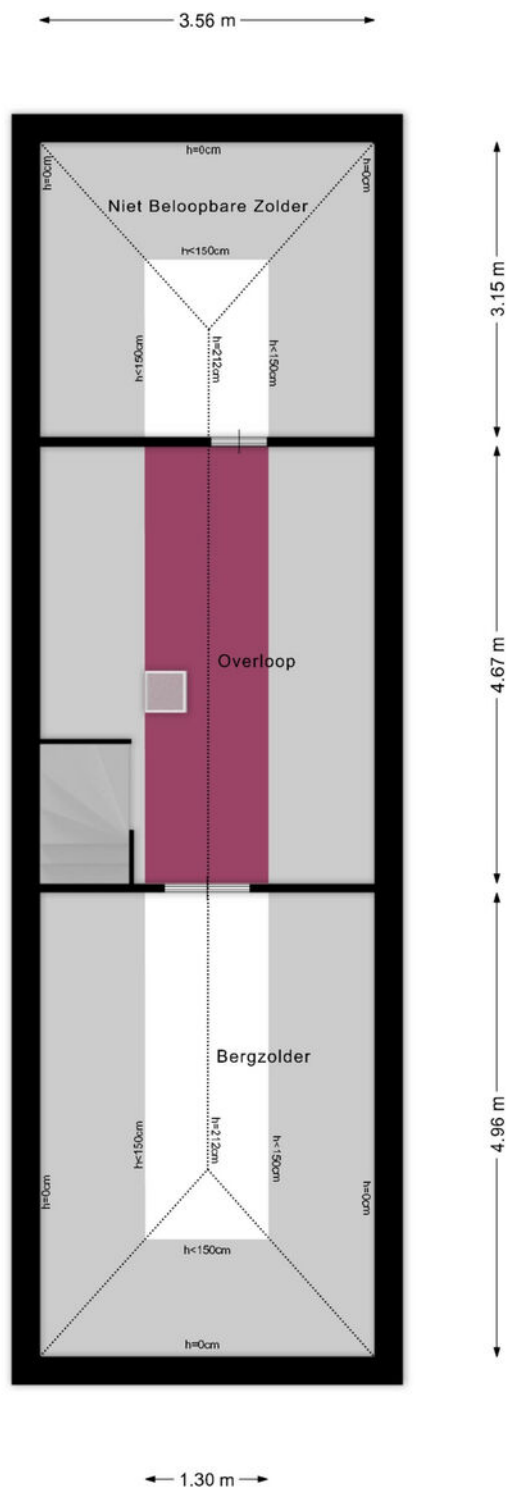 3.56 m
h=0cm
h=0cm
h=0cm
Niet Beloopbare Zolder
h<150cm
3.15 m
h<150cm
h=212cm
h<150cm
Overloop
4.67 m
Bergzolder
4.96 m
h<150cm
h=212cm
h<150cm
h=0cm
h=0cm
h<150cm
h=0cm
1.30 m